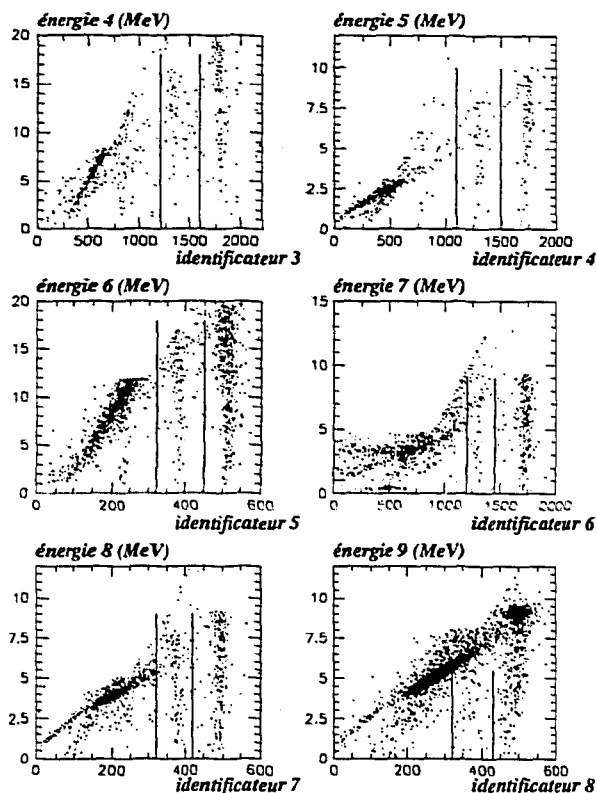 énergie 4 (MeV)
20
15
10
5
0
0 500 1000 1500 2000
identificateur 3
énergie 5 (MeV)
10
7.5
5
2.5
0
0 500 1000 1500 2000
identificateur 4
énergie 6 (MeV)
20
15
10
5
0
0 200 400 600
identificateur 5
énergie 7 (MeV)
15
10
5
0
0 500 1000 1500 2000
identificateur 6
énergie 8 (MeV)
10
7.5
5
2.5
0
0 200 400 600
identificateur 7
énergie 9 (MeV)
10
7.5
5
2.5
0
0 200 400 600
identificateur 8